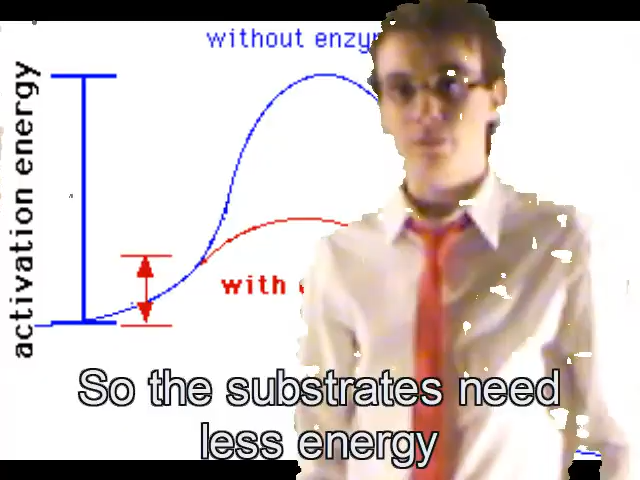 without enzy
activation energy
with
So the substrates need
less energy